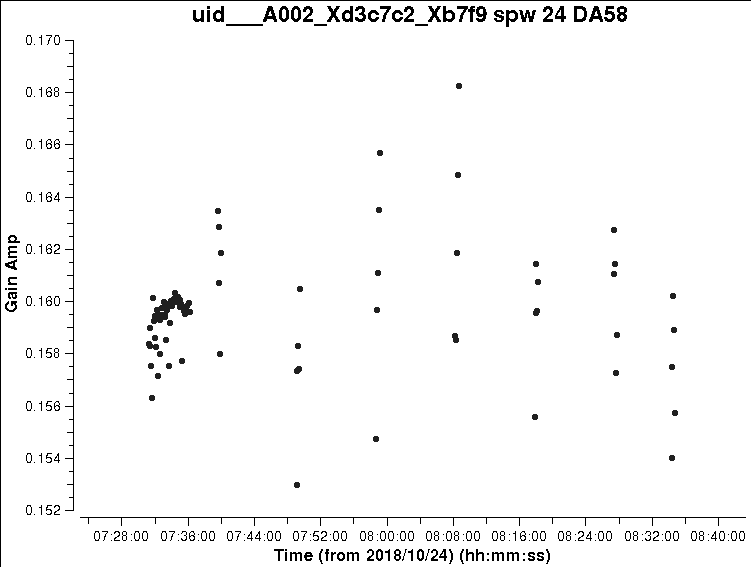 uid___A002_Xd3c7c2_Xb7f9 spw 24 DA58
0.170
0.168
0.166
0.164
0.162
0.160
0.158
0.156
0.154
0.152
Gain Amp
07:28:00 07:36:00 07:44:00 07:52:00 08:00:00 08:08:00 08:16:00 08:24:00 08:32:00 08:40:00
Time (from 2018/10/24) (hh:mm:ss)